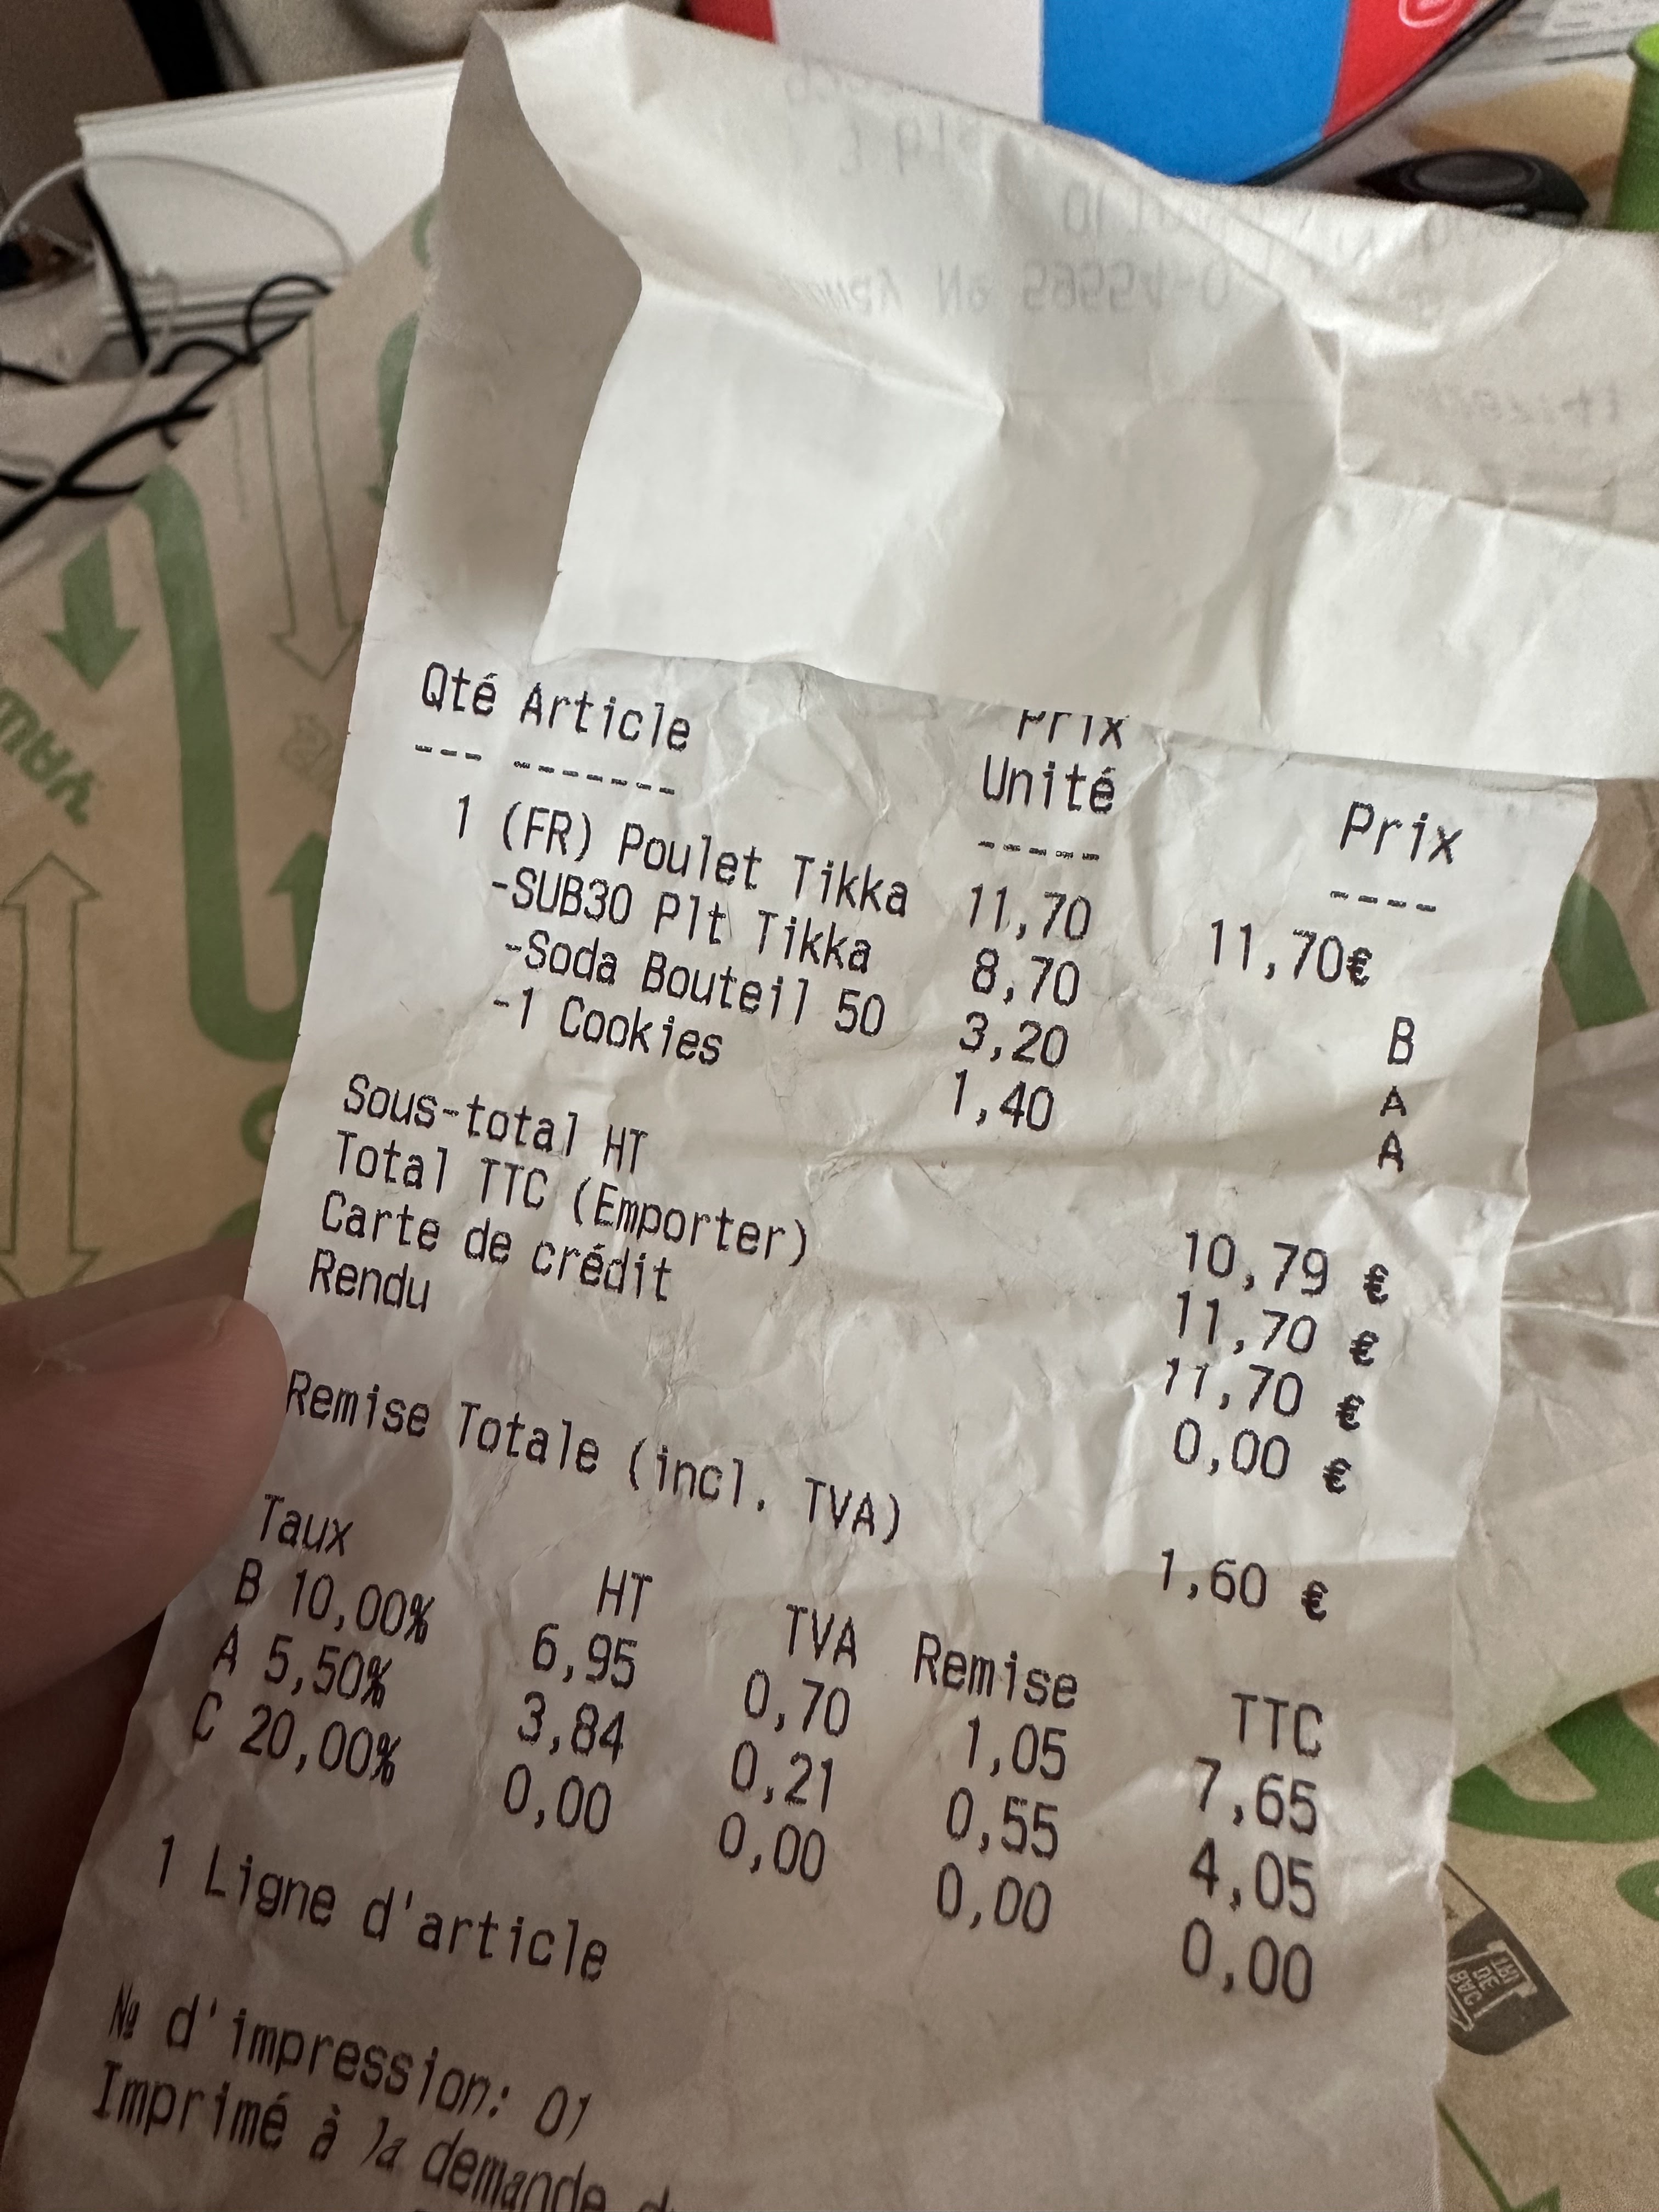 Qté Article Prix Unité Prix
--- ------- ----- ----
1 (FR) Poulet Tikka 11,70 11,70€
-SUB30 Plt Tikka 8,70 B
-Soda Bouteil 50 3,20 A
-1 Cookies 1,40 A
Sous-total HT 10,79 €
Total TTC (Emporter) 11,70 €
Carte de crédit 11,70 €
Rendu 0,00 €
Remise Totale (incl. TVA) 1,60 €
Taux HT TVA Remise TTC
B 10,00% 6,95 0,70 1,05 7,65
A 5,50% 3,84 0,21 0,55 4,05
C 20,00% 0,00 0,00 0,00 0,00
1 Ligne d'article
№ d'impression: 01
Imprimé à la demande
TRI
DE
BAC